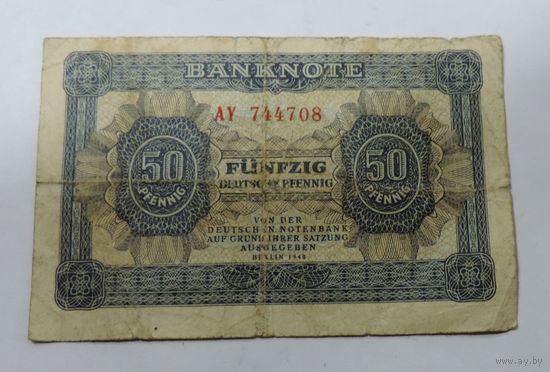 BANKNOTE
AY 744708
50 PFENNIG
FÜNFZIG
DEUTSCHE PFENNIG
50 PFENNIG
VON DER
DEUTSCHEN NOTENBANK
AUF GRUND IHRER SATZUNG
AUSGEGEBEN
BERLIN 1948
www.ay.by